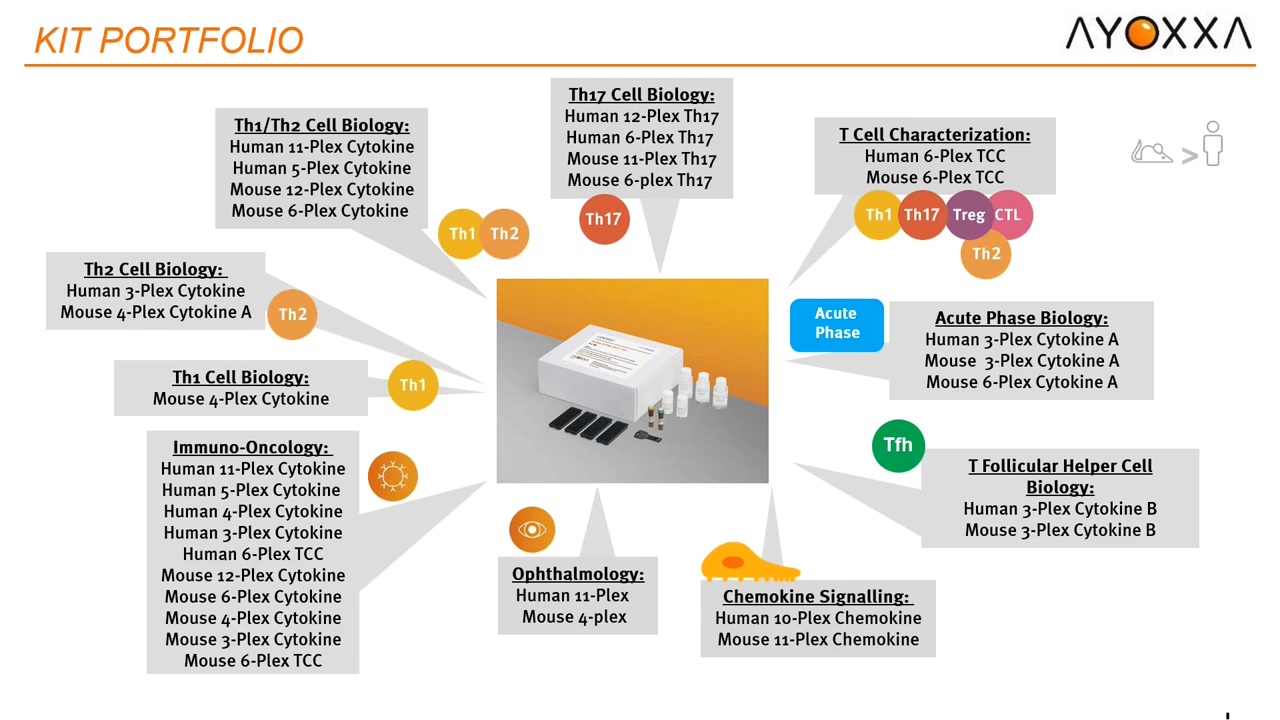 KIT PORTFOLIO
AYOXXA
Th1/Th2 Cell Biology:
Human 11-Plex Cytokine
Human 5-Plex Cytokine
Mouse 12-Plex Cytokine
Mouse 6-Plex Cytokine
Th1
Th2
Th17 Cell Biology:
Human 12-Plex Th17
Human 6-Plex Th17
Mouse 11-Plex Th17
Mouse 6-plex Th17
Th17
T Cell Characterization:
Human 6-Plex TCC
Mouse 6-Plex TCC
Th1
Th17
Treg
CTL
Th2
>
Th2 Cell Biology:
Human 3-Plex Cytokine
Mouse 4-Plex Cytokine A
Th2
Acute
Phase
Acute Phase Biology:
Human 3-Plex Cytokine A
Mouse 3-Plex Cytokine A
Mouse 6-Plex Cytokine A
Th1 Cell Biology:
Mouse 4-Plex Cytokine
Th1
Immuno-Oncology:
Human 11-Plex Cytokine
Human 5-Plex Cytokine
Human 4-Plex Cytokine
Human 3-Plex Cytokine
Human 6-Plex TCC
Mouse 12-Plex Cytokine
Mouse 6-Plex Cytokine
Mouse 4-Plex Cytokine
Mouse 3-Plex Cytokine
Mouse 6-Plex TCC
Tfh
T Follicular Helper Cell
Biology:
Human 3-Plex Cytokine B
Mouse 3-Plex Cytokine B
Ophthalmology:
Human 11-Plex
Mouse 4-plex
Chemokine Signalling:
Human 10-Plex Chemokine
Mouse 11-Plex Chemokine